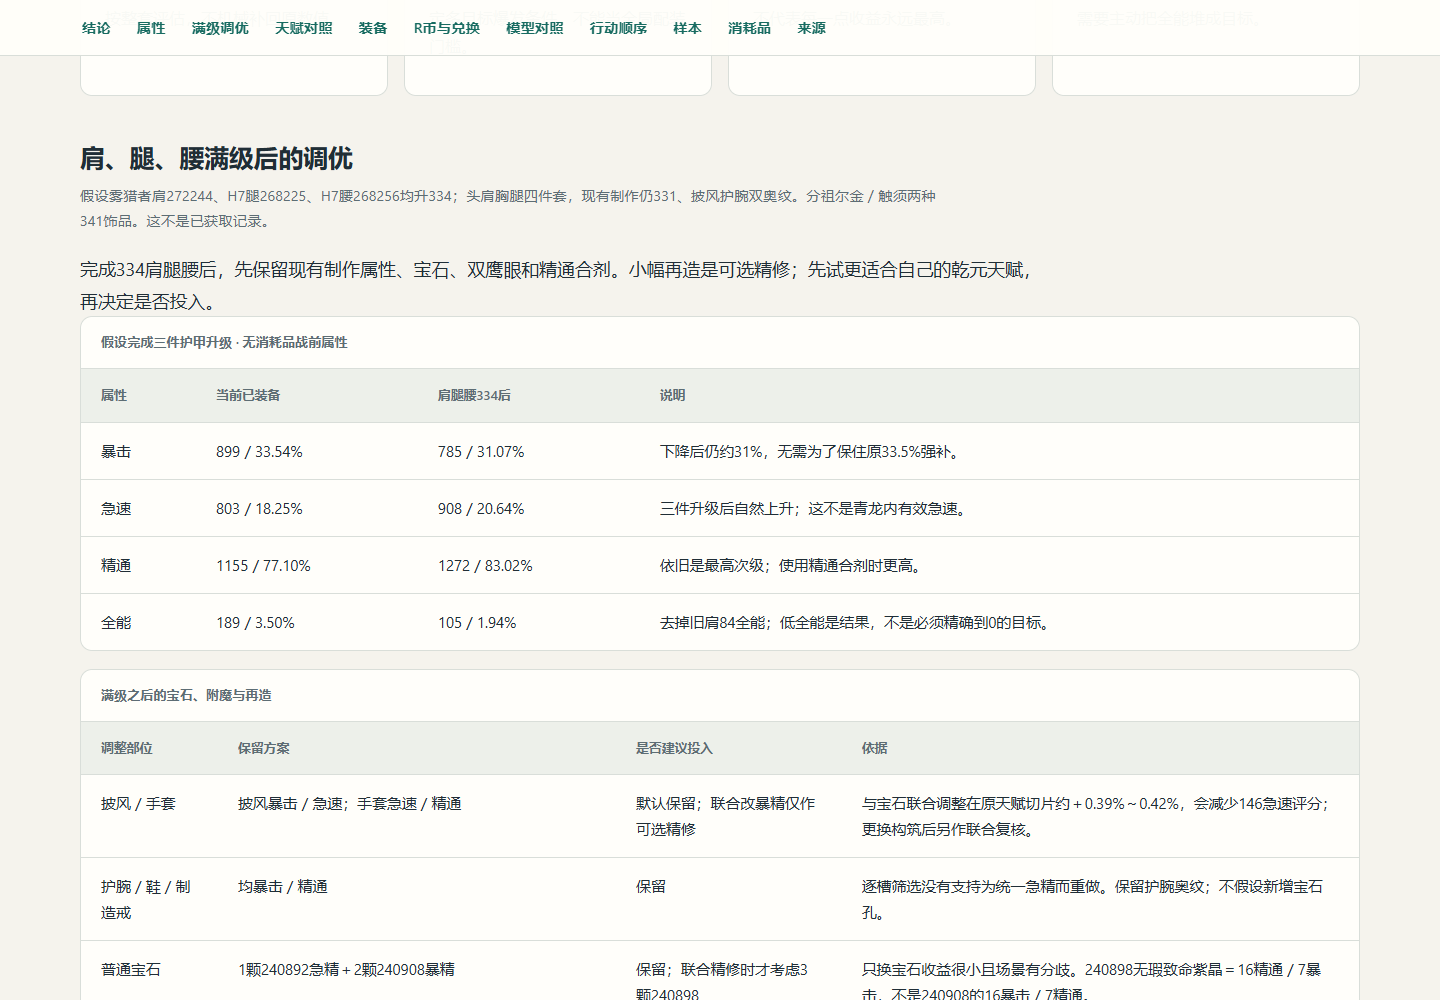 结论 属性 满级调优 天赋对照 装备 R币与兑换 模型对照 行动顺序 样本 消耗品 来源
肩、腿、腰满级后的调优
假设雾猎者肩272244、H7腿268225、H7腰268256均升334；头肩胸腿四件套，现有制作仍331、披风护腕双奥纹。分祖尔金 / 触须两种
341饰品。这不是已获取记录。
完成334肩腿腰后，先保留现有制作属性、宝石、双鹰眼和精通合剂。小幅再造是可选精修；先试更适合自己的乾元天赋，
再决定是否投入。
假设完成三件护甲升级 · 无消耗品战前属性
属性 当前已装备 肩腿腰334后 说明
暴击 899 / 33.54% 785 / 31.07% 下降后仍约31%，无需为了保住原33.5%强补。
急速 803 / 18.25% 908 / 20.64% 三件升级后自然上升；这不是青龙内有效急速。
精通 1155 / 77.10% 1272 / 83.02% 依旧是最高次级；使用精通合剂时更高。
全能 189 / 3.50% 105 / 1.94% 去掉旧肩84全能；低全能是结果，不是必须精确到0的目标。
满级之后的宝石、附魔与再造
调整部位 保留方案 是否建议投入 依据
披风 / 手套 披风暴击 / 急速；手套急速 / 精通 默认保留；联合改暴精仅作 与宝石联合调整在原天赋切片约＋0.39%～0.42%，会减少146急速评分；
可选精修 更换构筑后另作联合复核。
护腕 / 鞋 / 制 均暴击 / 精通 保留 逐槽筛选没有支持为统一急精而重做。保留护腕奥纹；不假设新增宝石
造戒 孔。
普通宝石 1颗240892急精＋2颗240908暴精 保留；联合精修时才考虑3 只换宝石收益很小且场景有分歧。240898无瑕致命紫晶＝16精通 / 7暴
颗240898 击，不是240908的16暴击 / 7精通。